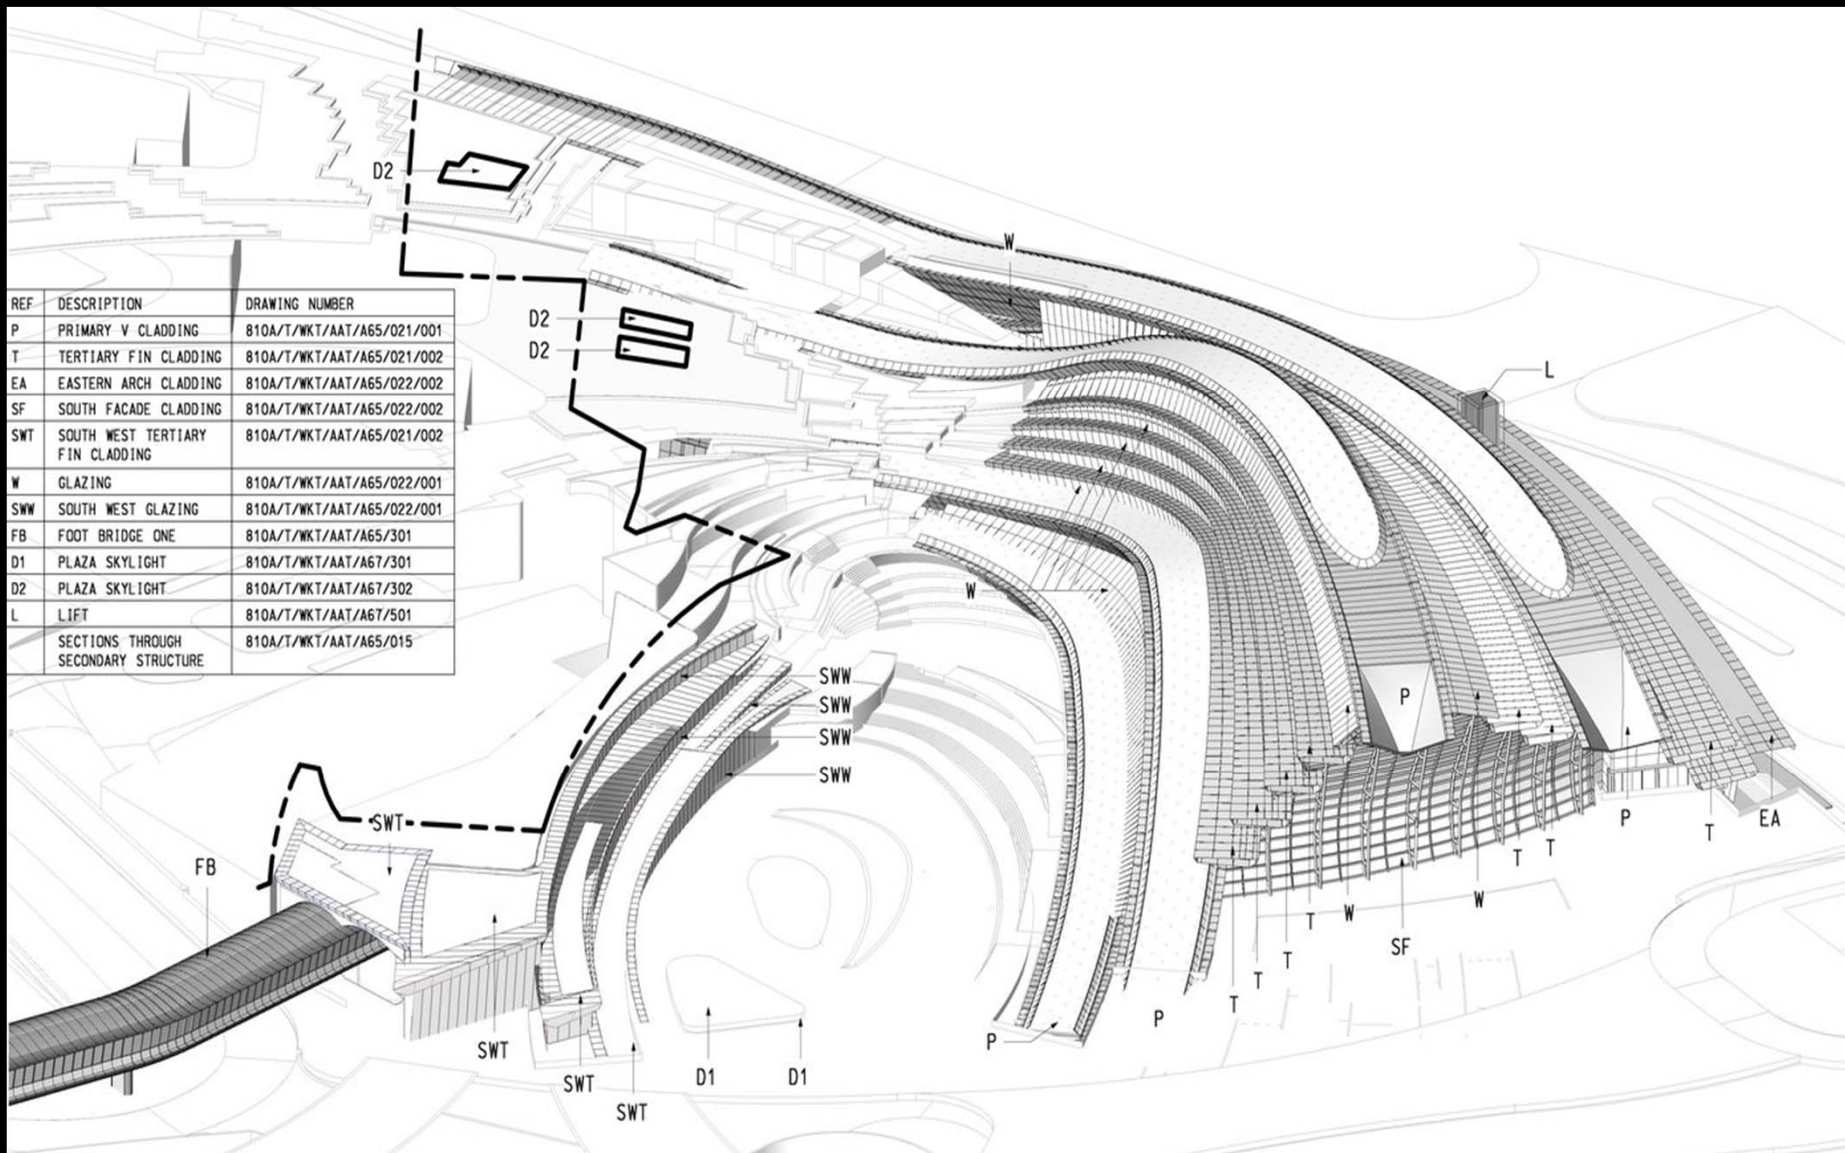 W
D2
D2
D2
L
REF DESCRIPTION DRAWING NUMBER
P PRIMARY V CLADDING 810A/T/WKT/AAT/A65/021/001
T TERTIARY FIN CLADDING 810A/T/WKT/AAT/A65/021/002
EA EASTERN ARCH CLADDING 810A/T/WKT/AAT/A65/022/002
SF SOUTH FACADE CLADDING 810A/T/WKT/AAT/A65/022/002
SWT SOUTH WEST TERTIARY 810A/T/WKT/AAT/A65/021/002
FIN CLADDING
W GLAZING 810A/T/WKT/AAT/A65/022/001
SWW SOUTH WEST GLAZING 810A/T/WKT/AAT/A65/022/001
FB FOOT BRIDGE ONE 810A/T/WKT/AAT/A65/301
D1 PLAZA SKYLIGHT 810A/T/WKT/AAT/A67/301
D2 PLAZA SKYLIGHT 810A/T/WKT/AAT/A67/302
L LIFT 810A/T/WKT/AAT/A67/501
SECTIONS THROUGH 810A/T/WKT/AAT/A65/015
SECONDARY STRUCTURE
W
SWW
SWW
SWW
SWW
P
SWT
FB
P
T
EA
T
T
W
W
T
SF
T
T
T
P
P
SWT
SWT
SWT
D1
D1